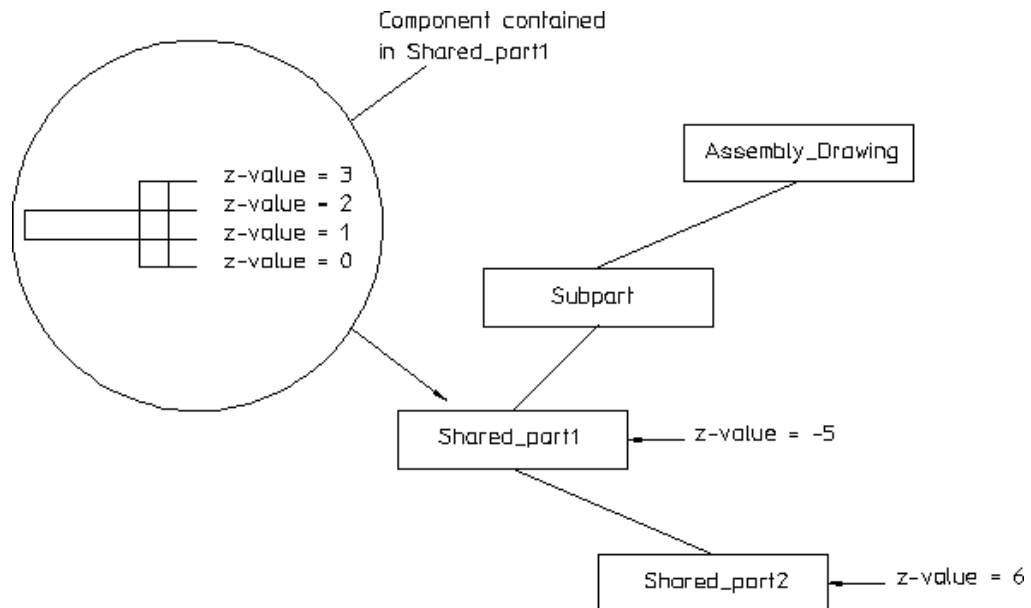 Component contained
in Shared_part1
Assembly_Drawing
z-value = 3
z-value - 2
z-value = 1
z-value = 0
Subpart
Shared_part1
z-value = -5
Shared_part2
z-value = 6